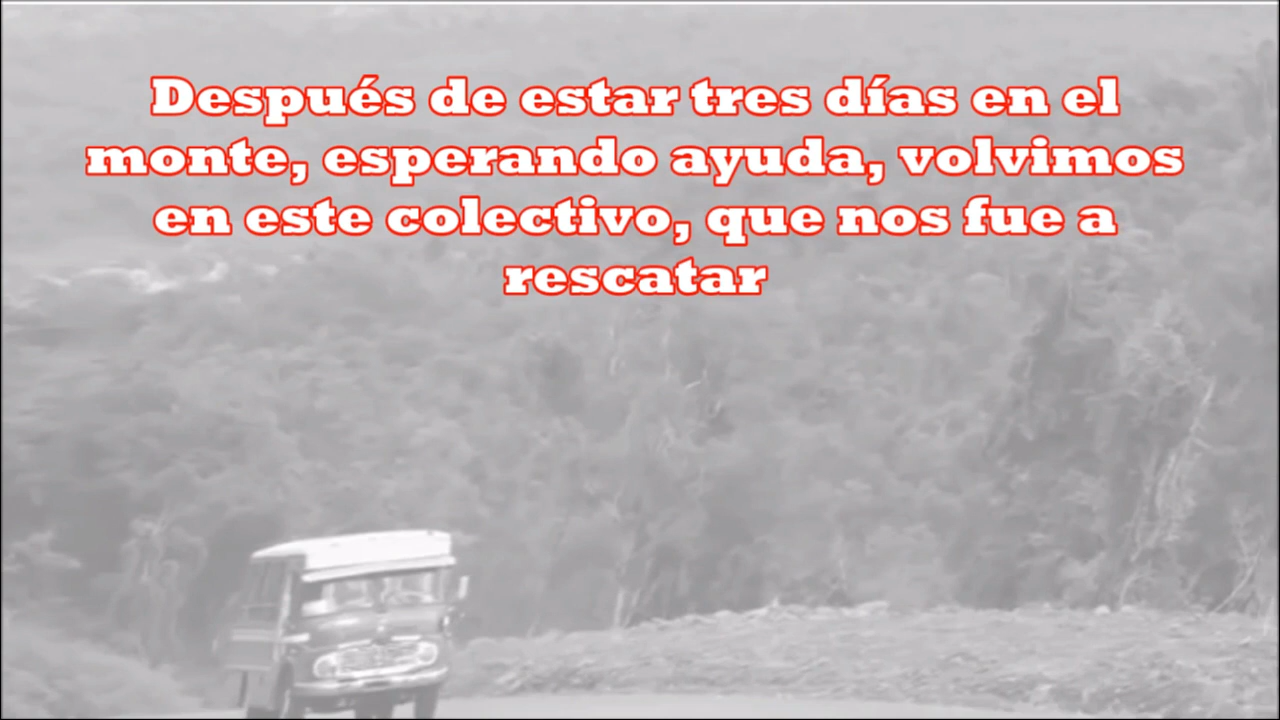 Después de estar tres días en el
monte, esperando ayuda, volvimos
en este colectivo, que nos fue a
rescatar